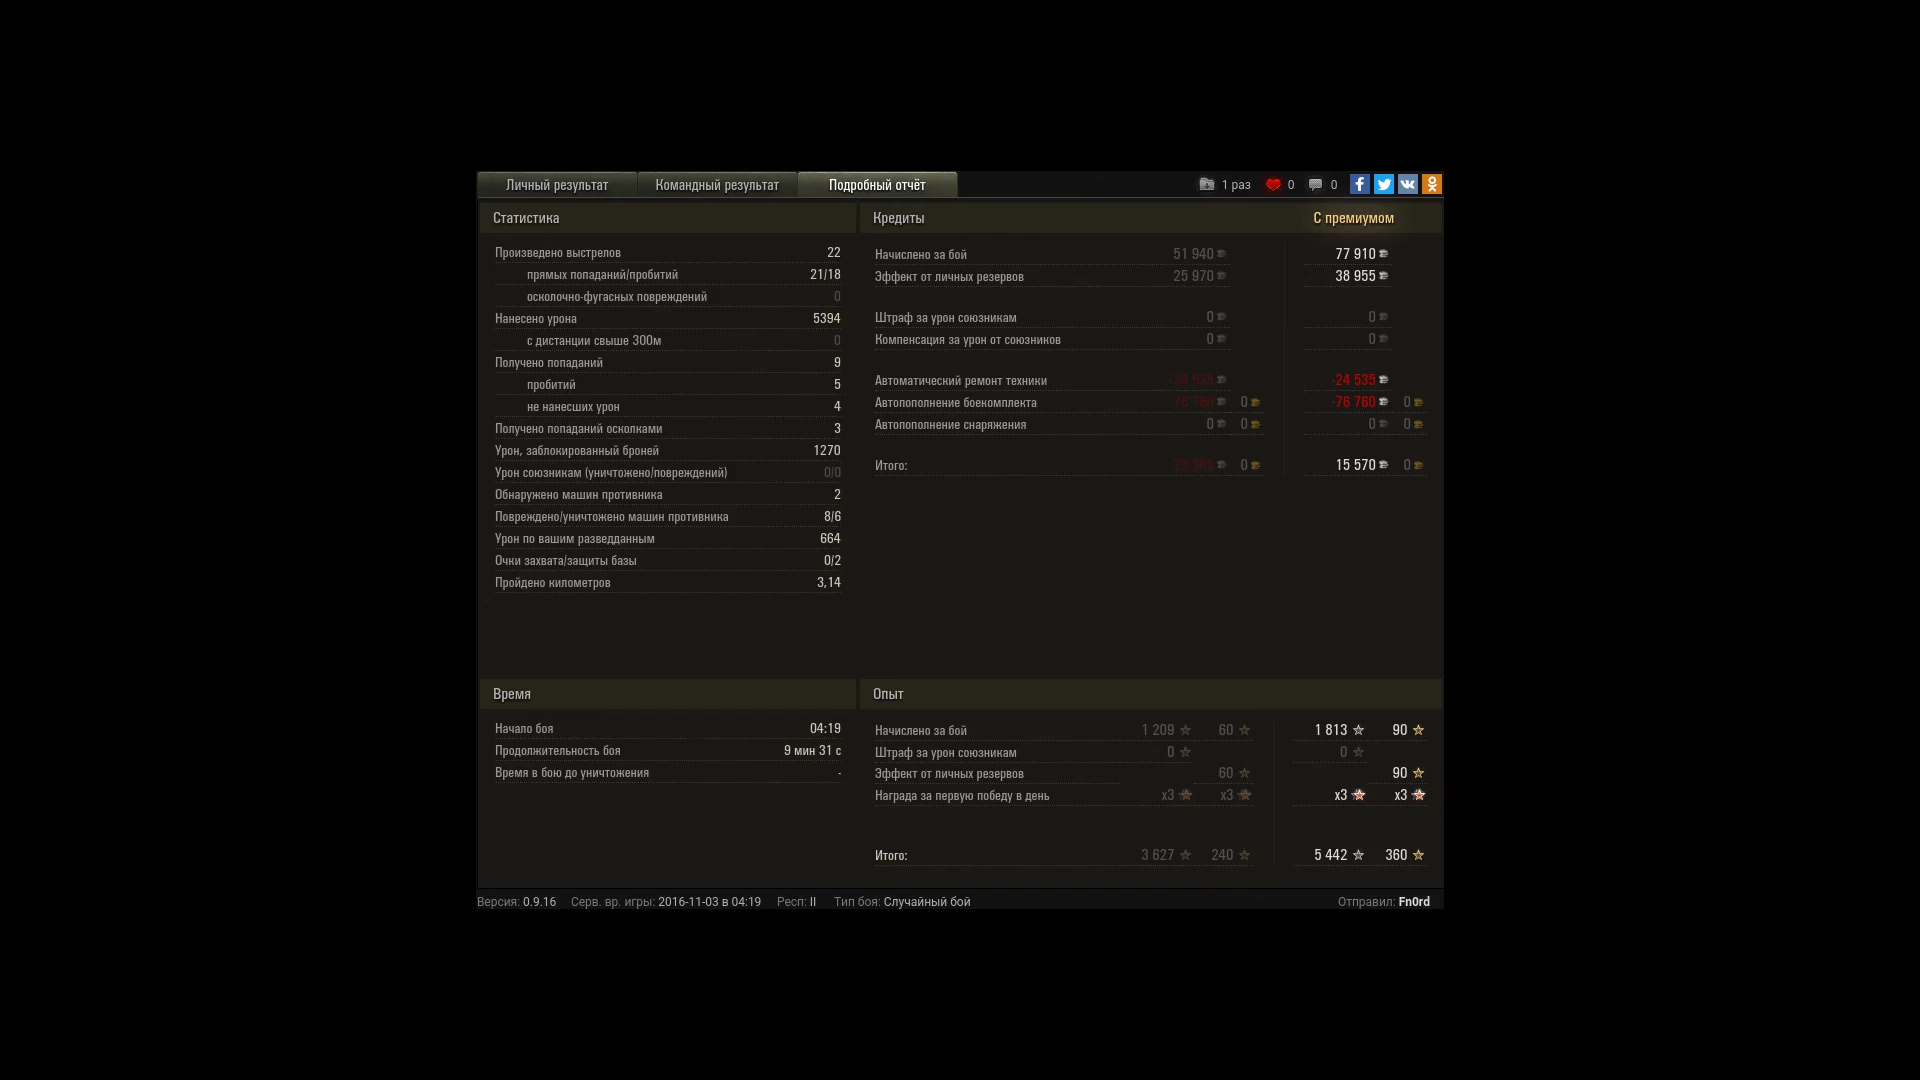 Личный результат Командный результат Подробный отчёт 1 раз 0 0
Статистика
Произведено выстрелов 22
прямых попаданий/пробитий 21/18
осколочно-фугасных повреждений 0
Нанесено урона 5394
с дистанции свыше 300м 0
Получено попаданий 9
пробитий 5
не нанесших урон 4
Получено попаданий осколками 3
Урон, заблокированный броней 1270
Урон союзникам (уничтожено/повреждений) 0/0
Обнаружено машин противника 2
Повреждено/уничтожено машин противника 8/6
Урон по вашим разведданным 664
Очки захвата/защиты базы 0/2
Пройдено километров 3,14
Кредиты С премиумом
Начислено за бой 51 940 77 910
Эффект от личных резервов 25 970 38 955
Штраф за урон союзникам 0 0
Компенсация за урон от союзников 0 0
Автоматический ремонт техники -24 535 -24 535
Автопополнение боекомплекта -76 760 0 -76 760 0
Автопополнение снаряжения 0 0 0 0
Итого: -23 385 0 15 570 0
Время
Начало боя 04:19
Продолжительность боя 9 мин 31 с
Время в бою до уничтожения -
Опыт
Начислено за бой 1 209 60 1 813 90
Штраф за урон союзникам 0 0
Эффект от личных резервов 60 90
Награда за первую победу в день x3 x3 x3 x3
Итого: 3 627 240 5 442 360
Версия: 0.9.16 Серв. вр. игры: 2016-11-03 в 04:19 Респ: II Тип боя: Случайный бой Отправил: Fn0rd